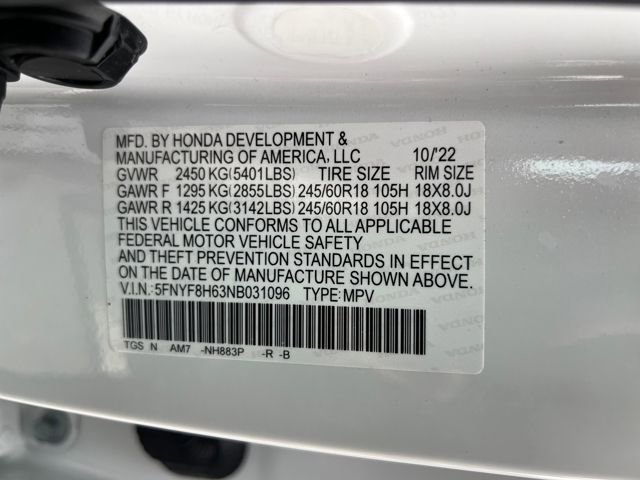 MFD. BY HONDA DEVELOPMENT &
MANUFACTURING OF AMERICA, LLC 10/'22
GVWR 2450 KG(5401LBS) TIRE SIZE RIM SIZE
GAWR F 1295 KG(2855LBS) 245/60R18 105H 18X8.0J
GAWR R 1425 KG(3142LBS) 245/60R18 105H 18X8.0J
THIS VEHICLE CONFORMS TO ALL APPLICABLE
FEDERAL MOTOR VEHICLE SAFETY
AND THEFT PREVENTION STANDARDS IN EFFECT
ON THE DATE OF MANUFACTURE SHOWN ABOVE.
V.I.N.:5FNYF8H63NB031096 TYPE:MPV
TGS N AM7 -NH883P -R -B